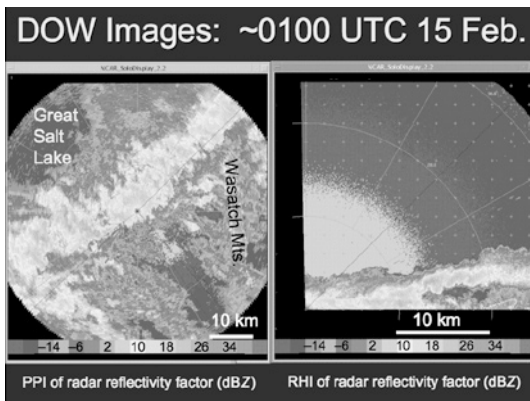 DOW Images: ~0100 UTC 15 Feb.
Great
Salt
Lake
Wasatch Mts.
10 km
10 km
–14 –6 2 10 18 26 34
–14 –6 2 10 18 26 34
PPI of radar reflectivity factor (dBZ)
RHI of radar reflectivity factor (dBZ)